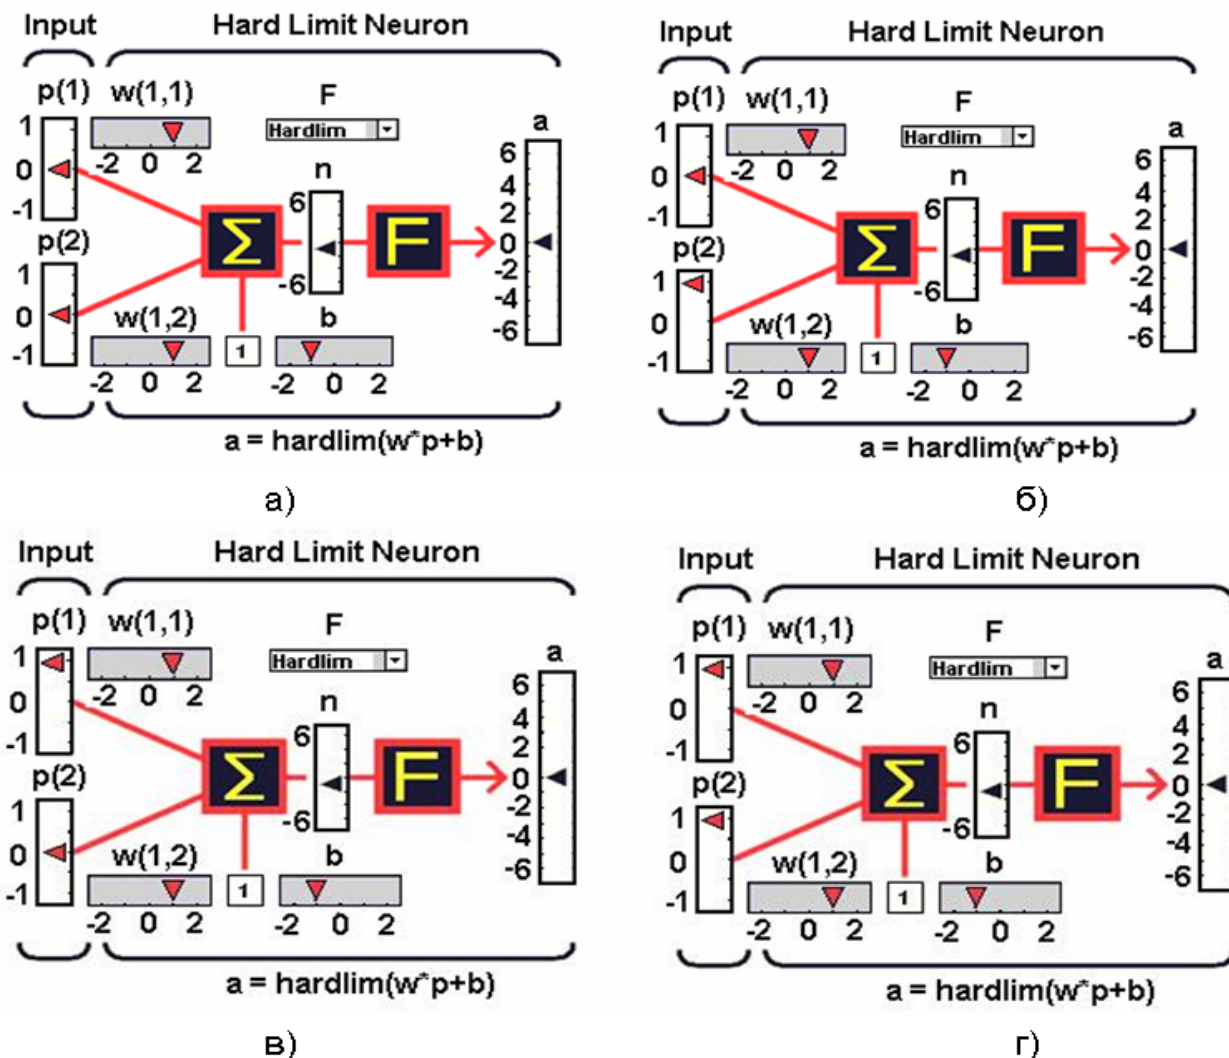 Input Hard Limit Neuron
p(1) w(1,1) F
Hardlim
a
1
0
-1
-2 0 2
n
6
-6
6
4
2
0
-2
-4
-6
p(2)
Σ F
1
0
-1
w(1,2) 1 b
-2 0 2 -2 0 2
a = hardlim(w*p+b)
а)
Input Hard Limit Neuron
p(1) w(1,1) F
Hardlim
a
1
0
-1
-2 0 2
n
6
-6
6
4
2
0
-2
-4
-6
p(2)
Σ F
1
0
-1
w(1,2) 1 b
-2 0 2 -2 0 2
a = hardlim(w*p+b)
б)
Input Hard Limit Neuron
p(1) w(1,1) F
Hardlim
a
1
0
-1
-2 0 2
n
6
-6
6
4
2
0
-2
-4
-6
p(2)
Σ F
1
0
-1
w(1,2) 1 b
-2 0 2 -2 0 2
a = hardlim(w*p+b)
в)
Input Hard Limit Neuron
p(1) w(1,1) F
Hardlim
a
1
0
-1
-2 0 2
n
6
-6
6
4
2
0
-2
-4
-6
p(2)
Σ F
1
0
-1
w(1,2) 1 b
-2 0 2 -2 0 2
a = hardlim(w*p+b)
г)